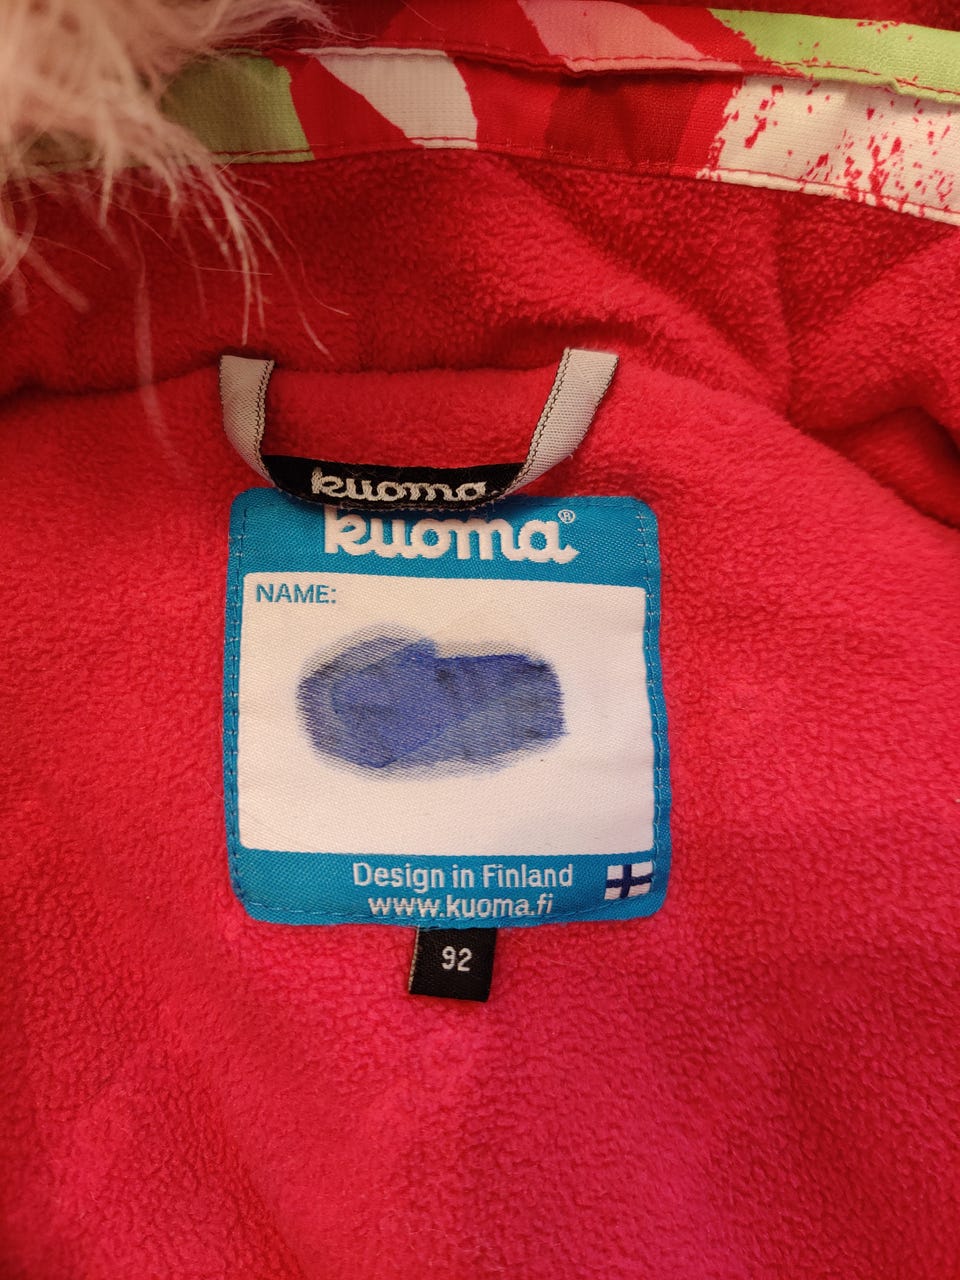 kuoma
kuoma®
NAME:
Design in Finland
www.kuoma.fi
92